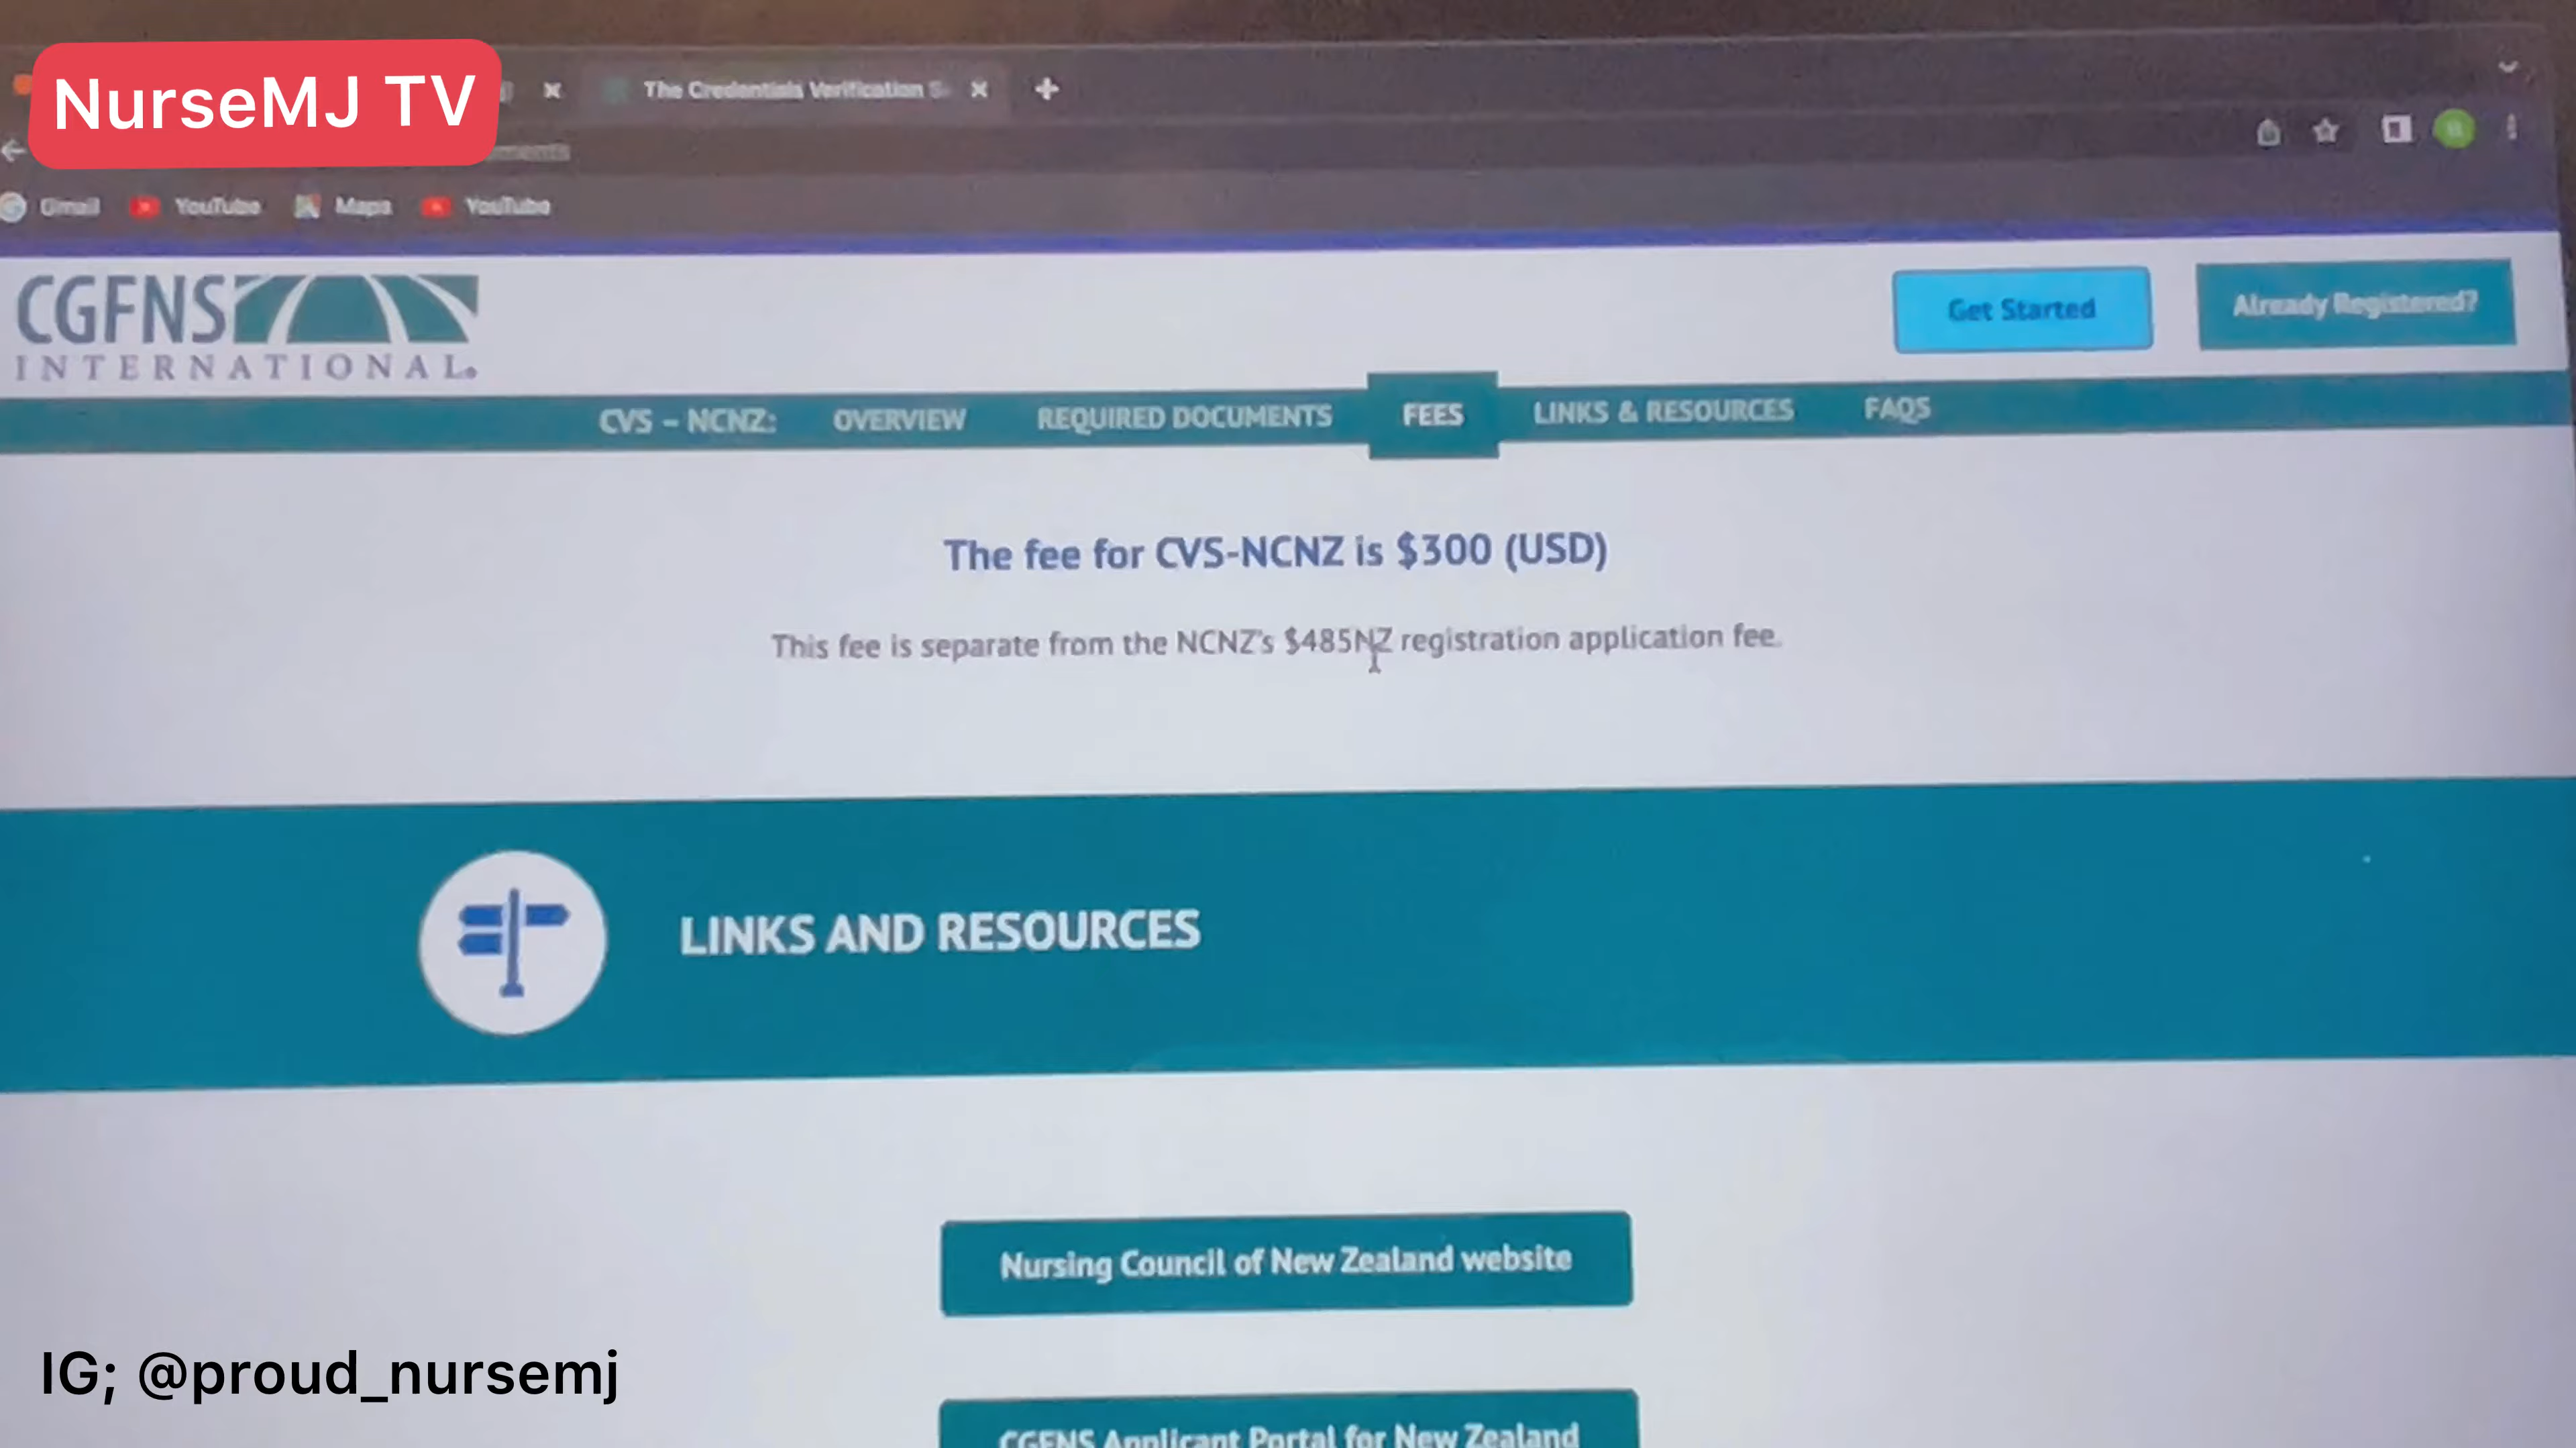 NurseMJ TV
The Credentials Verification S
Gmail YouTube Maps YouTube
CGFNS
INTERNATIONAL
Get Started
Already Registered?
CVS – NCNZ: OVERVIEW REQUIRED DOCUMENTS FEES LINKS & RESOURCES FAQS
The fee for CVS-NCNZ is $300 (USD)
This fee is separate from the NCNZ's $485NZ registration application fee.
LINKS AND RESOURCES
Nursing Council of New Zealand website
IG; @proud_nursemj
CGFNS Applicant Portal for New Zealand